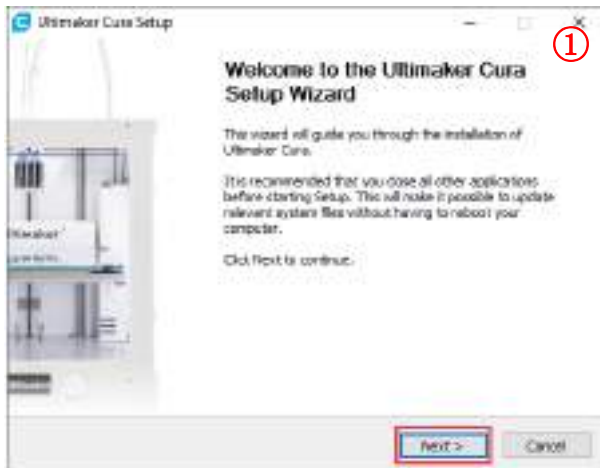 Ultimaker Cura Setup
①
Welcome to the Ultimaker Cura
Setup Wizard
This wizard will guide you through the installation of
Ultimaker Cura.
It is recommended that you close all other applications
before starting Setup. This will make it possible to update
relevant system files without having to reboot your
computer.
Click Next to continue.
Ultimaker
Next >
Cancel